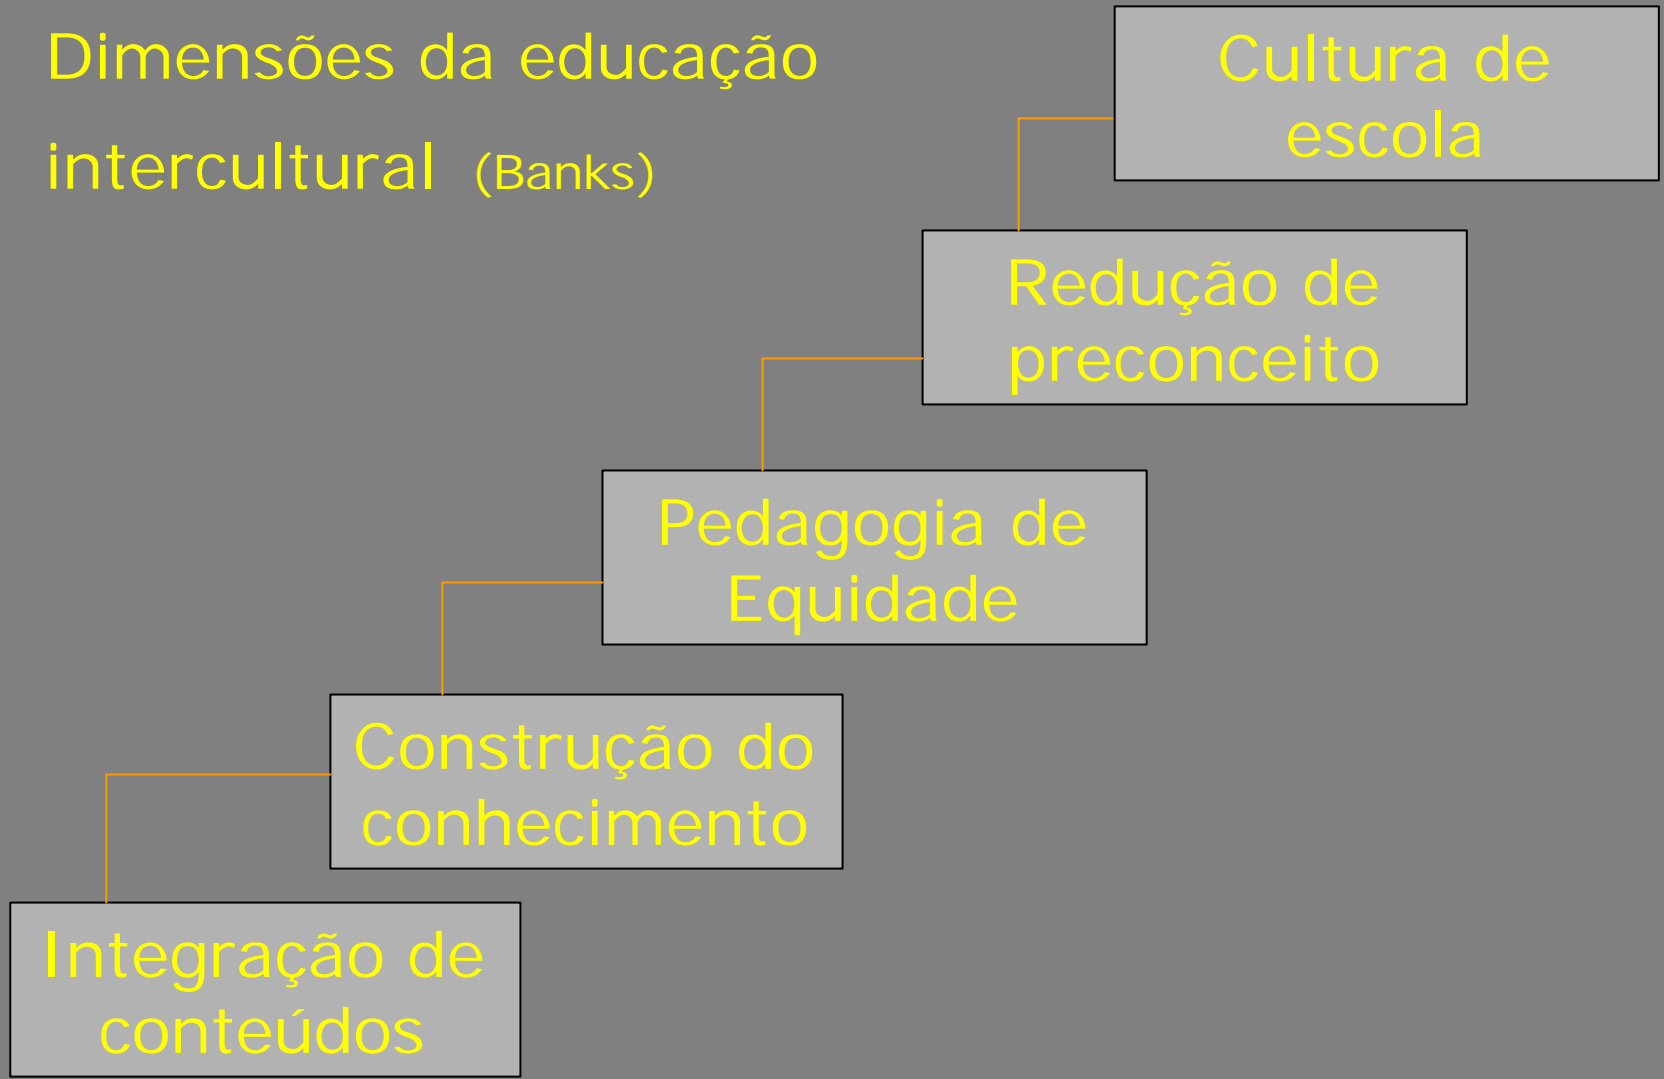 Dimensões da educação
intercultural (Banks)
Cultura de
escola
Redução de
preconceito
Pedagogia de
Equidade
Construção do
conhecimento
Integração de
conteúdos